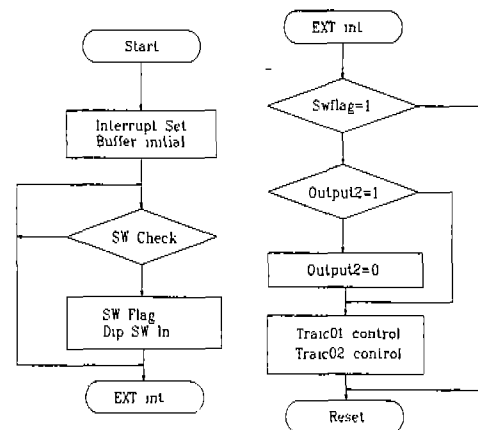 Start
Interrupt Set
Buffer initial
SW Check
SW Flag
Dip SW In
EXT int
EXT int
Swflag=1
Output2=1
Output2=0
Traic01 control
Traic02 control
Reset